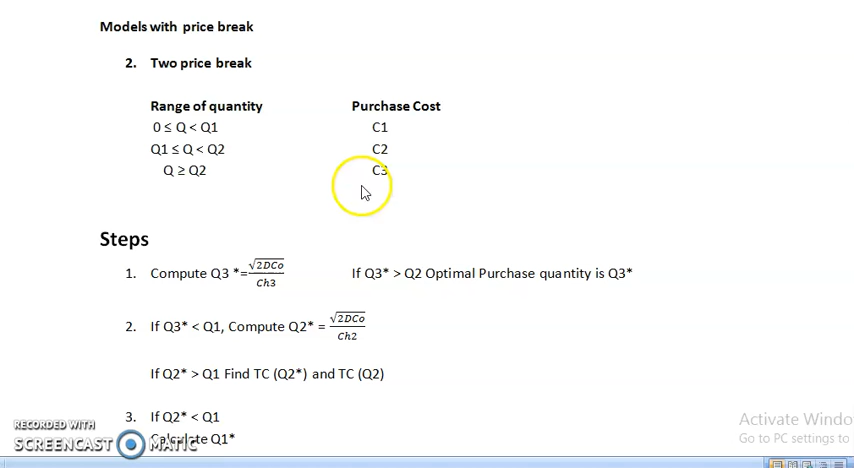 Models with price break
2. Two price break
Range of quantity Purchase Cost
0 ≤ Q < Q1 C1
Q1 ≤ Q < Q2 C2
Q ≥ Q2 C3
Steps
1. Compute Q3 *= √2DCo / Ch3 If Q3* > Q2 Optimal Purchase quantity is Q3*
2. If Q3* < Q1, Compute Q2* = √2DCo / Ch2
If Q2* > Q1 Find TC (Q2*) and TC (Q2)
3. If Q2* < Q1
Calculate Q1*
RECORDED WITH
SCREENCAST MATIC
Activate Windo
Go to PC settings to